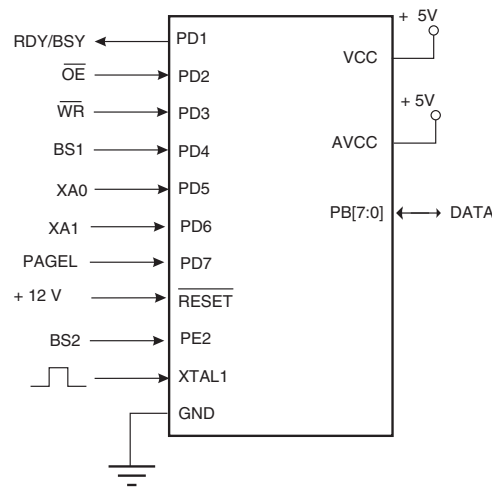 + 5V
RDY/BSY PD1
VCC
OE PD2
WR PD3
+ 5V
BS1 PD4
AVCC
XA0 PD5
PB[7:0] DATA
XA1 PD6
PAGEL PD7
+ 12 V RESET
BS2 PE2
XTAL1
GND